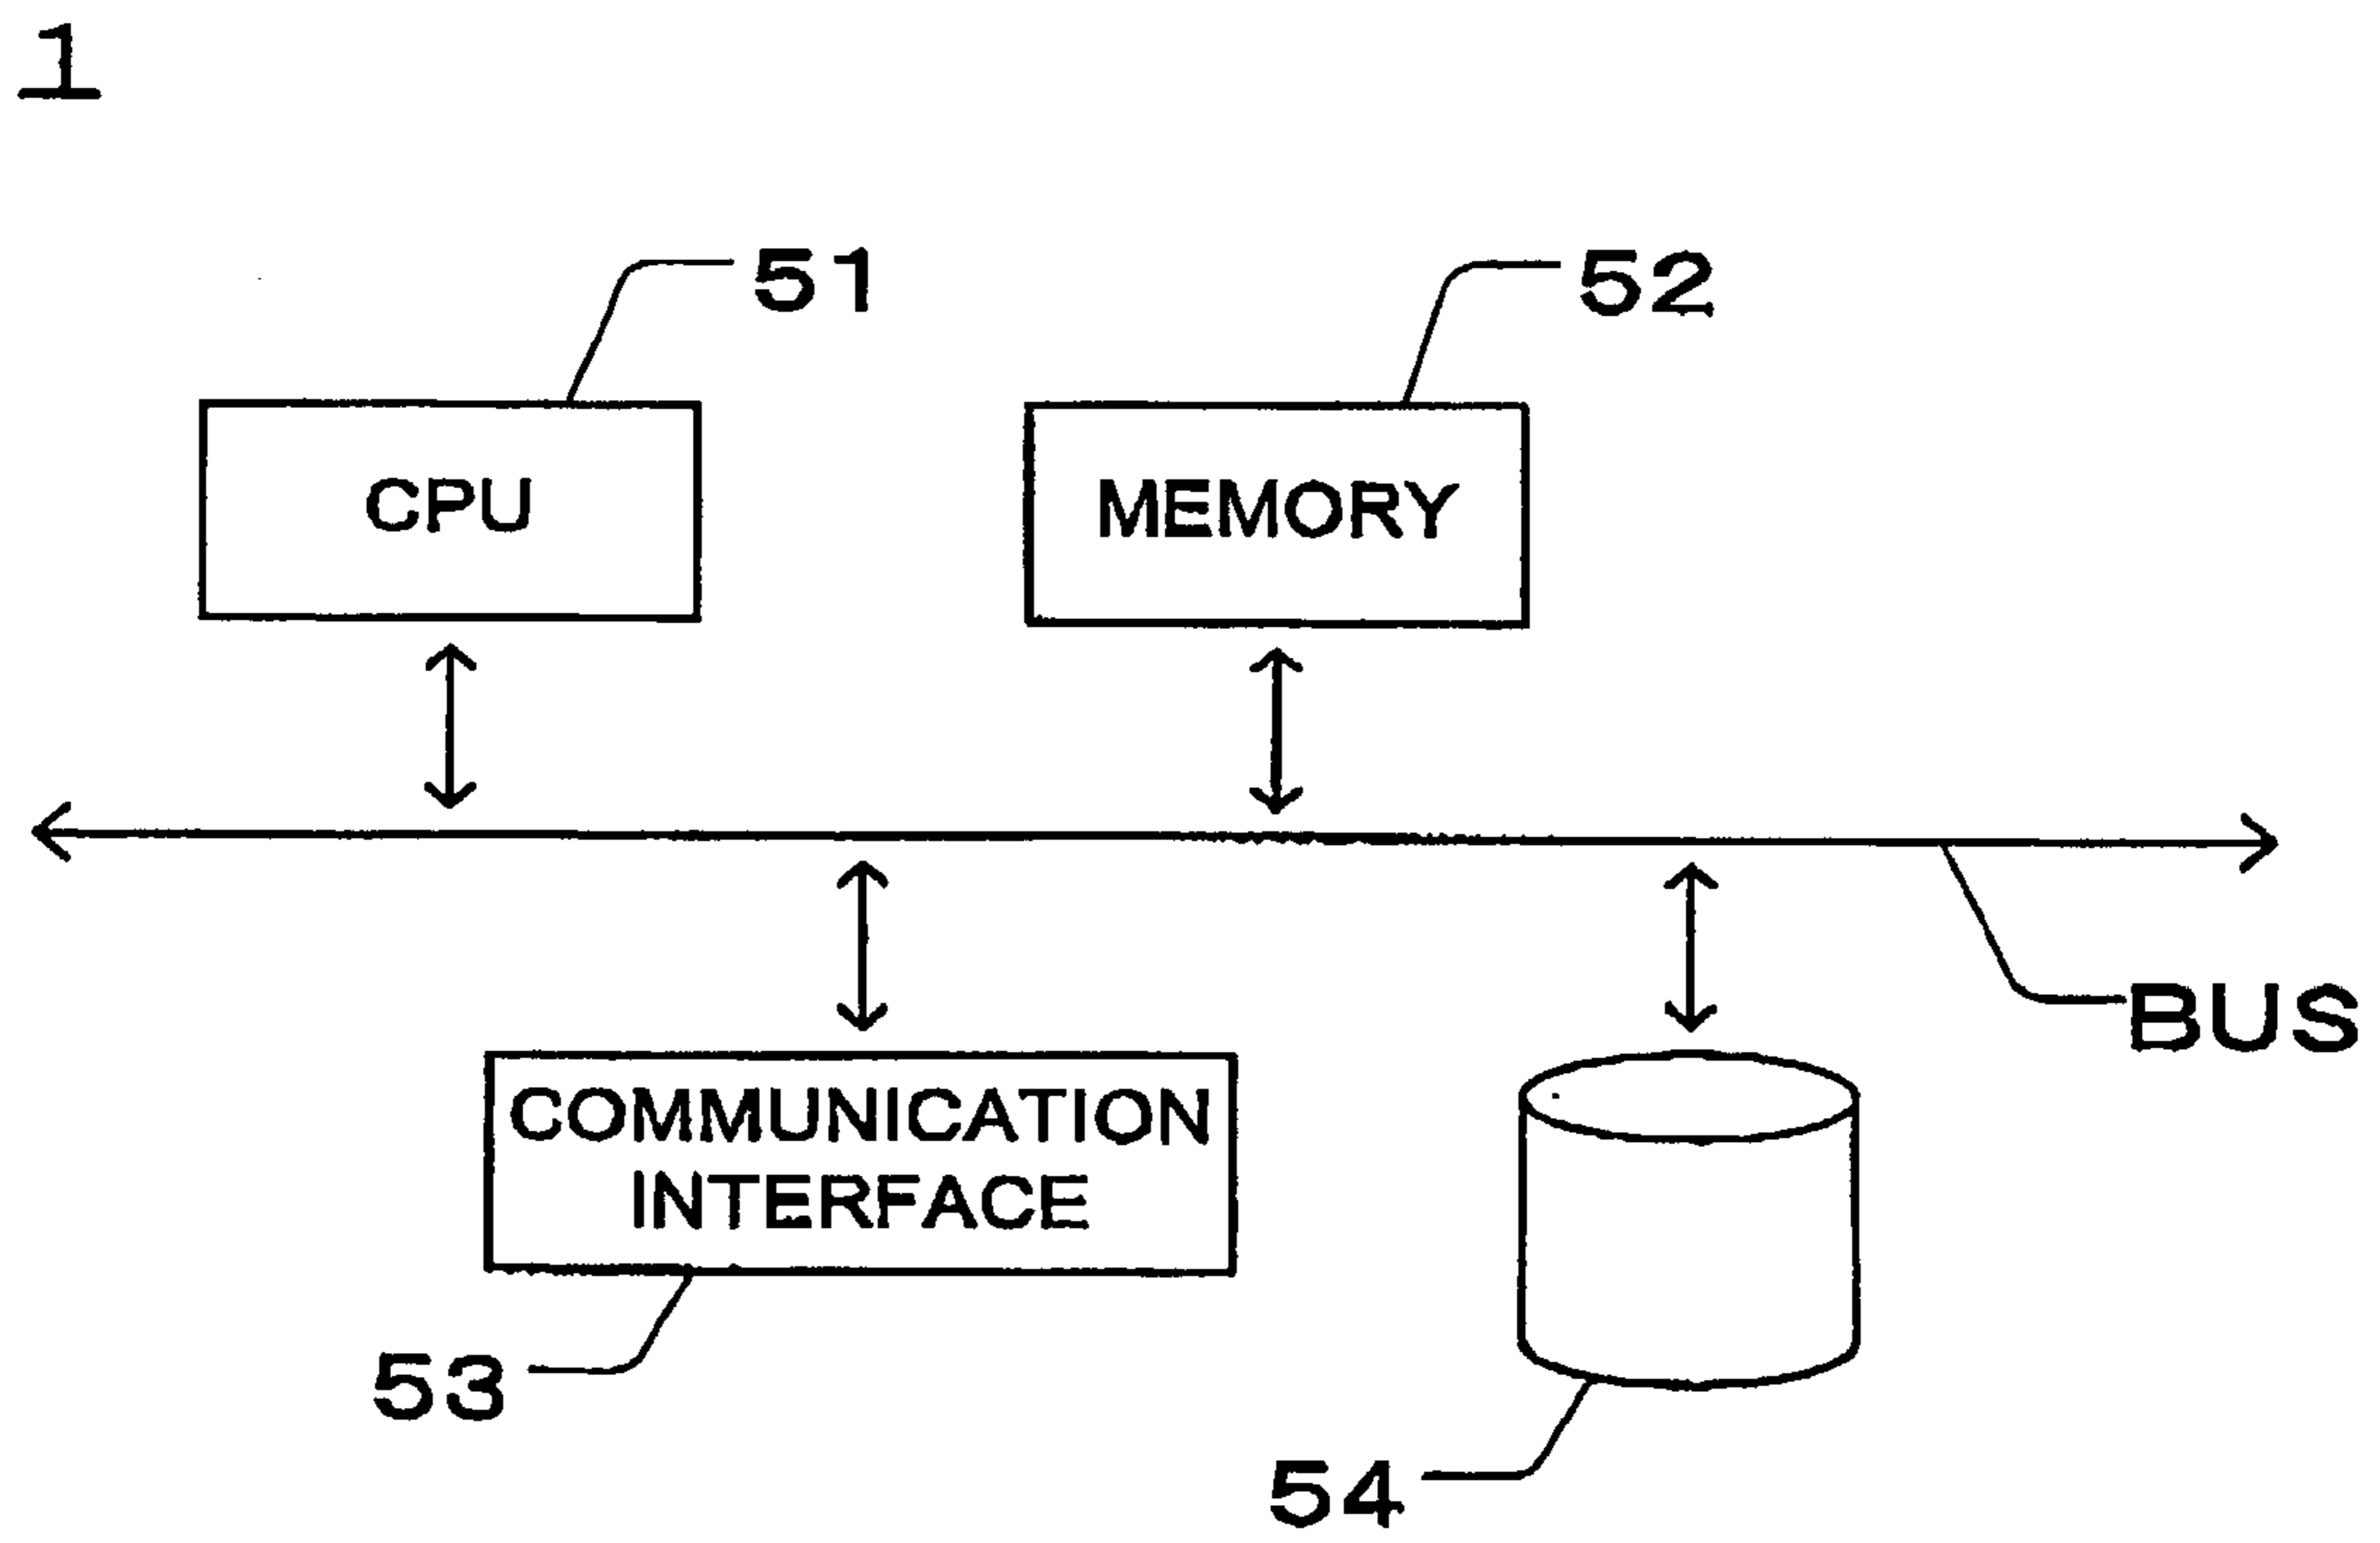 1
51
52
CPU
MEMORY
BUS
COMMUNICATION
INTERFACE
53
54